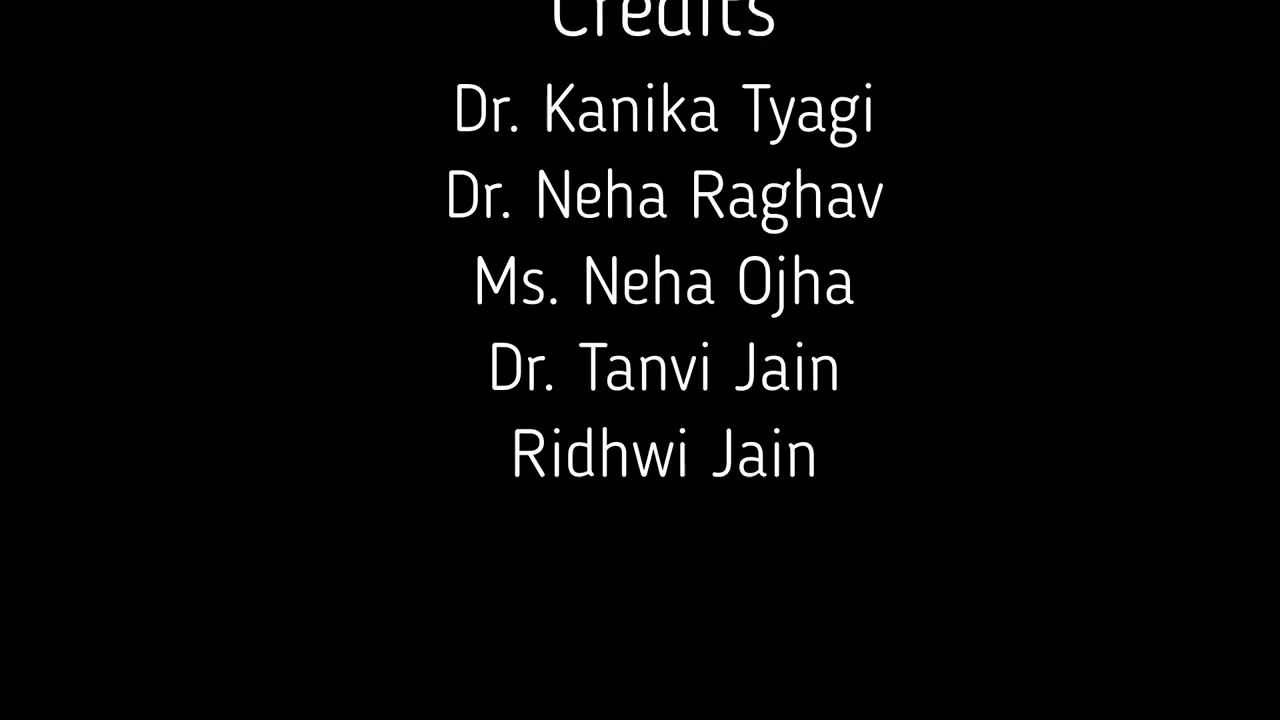 Credits
Dr. Kanika Tyagi
Dr. Neha Raghav
Ms. Neha Ojha
Dr. Tanvi Jain
Ridhwi Jain